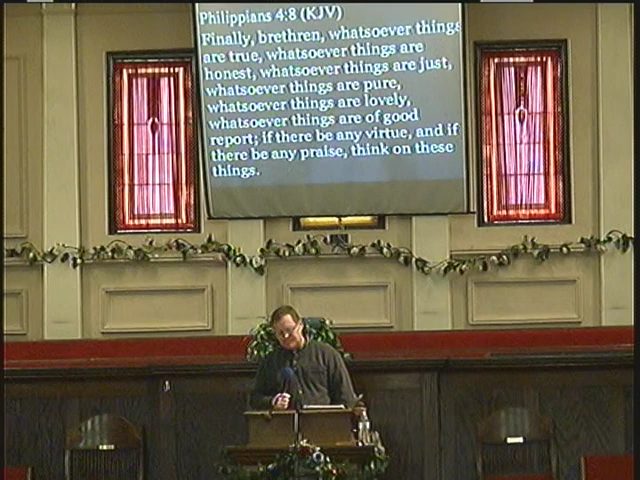 Philippians 4:8 (KJV)
Finally, brethren, whatsoever things
are true, whatsoever things are
honest, whatsoever things are just,
whatsoever things are pure,
whatsoever things are lovely,
whatsoever things are of good
report; if there be any virtue, and if
there be any praise, think on these
things.